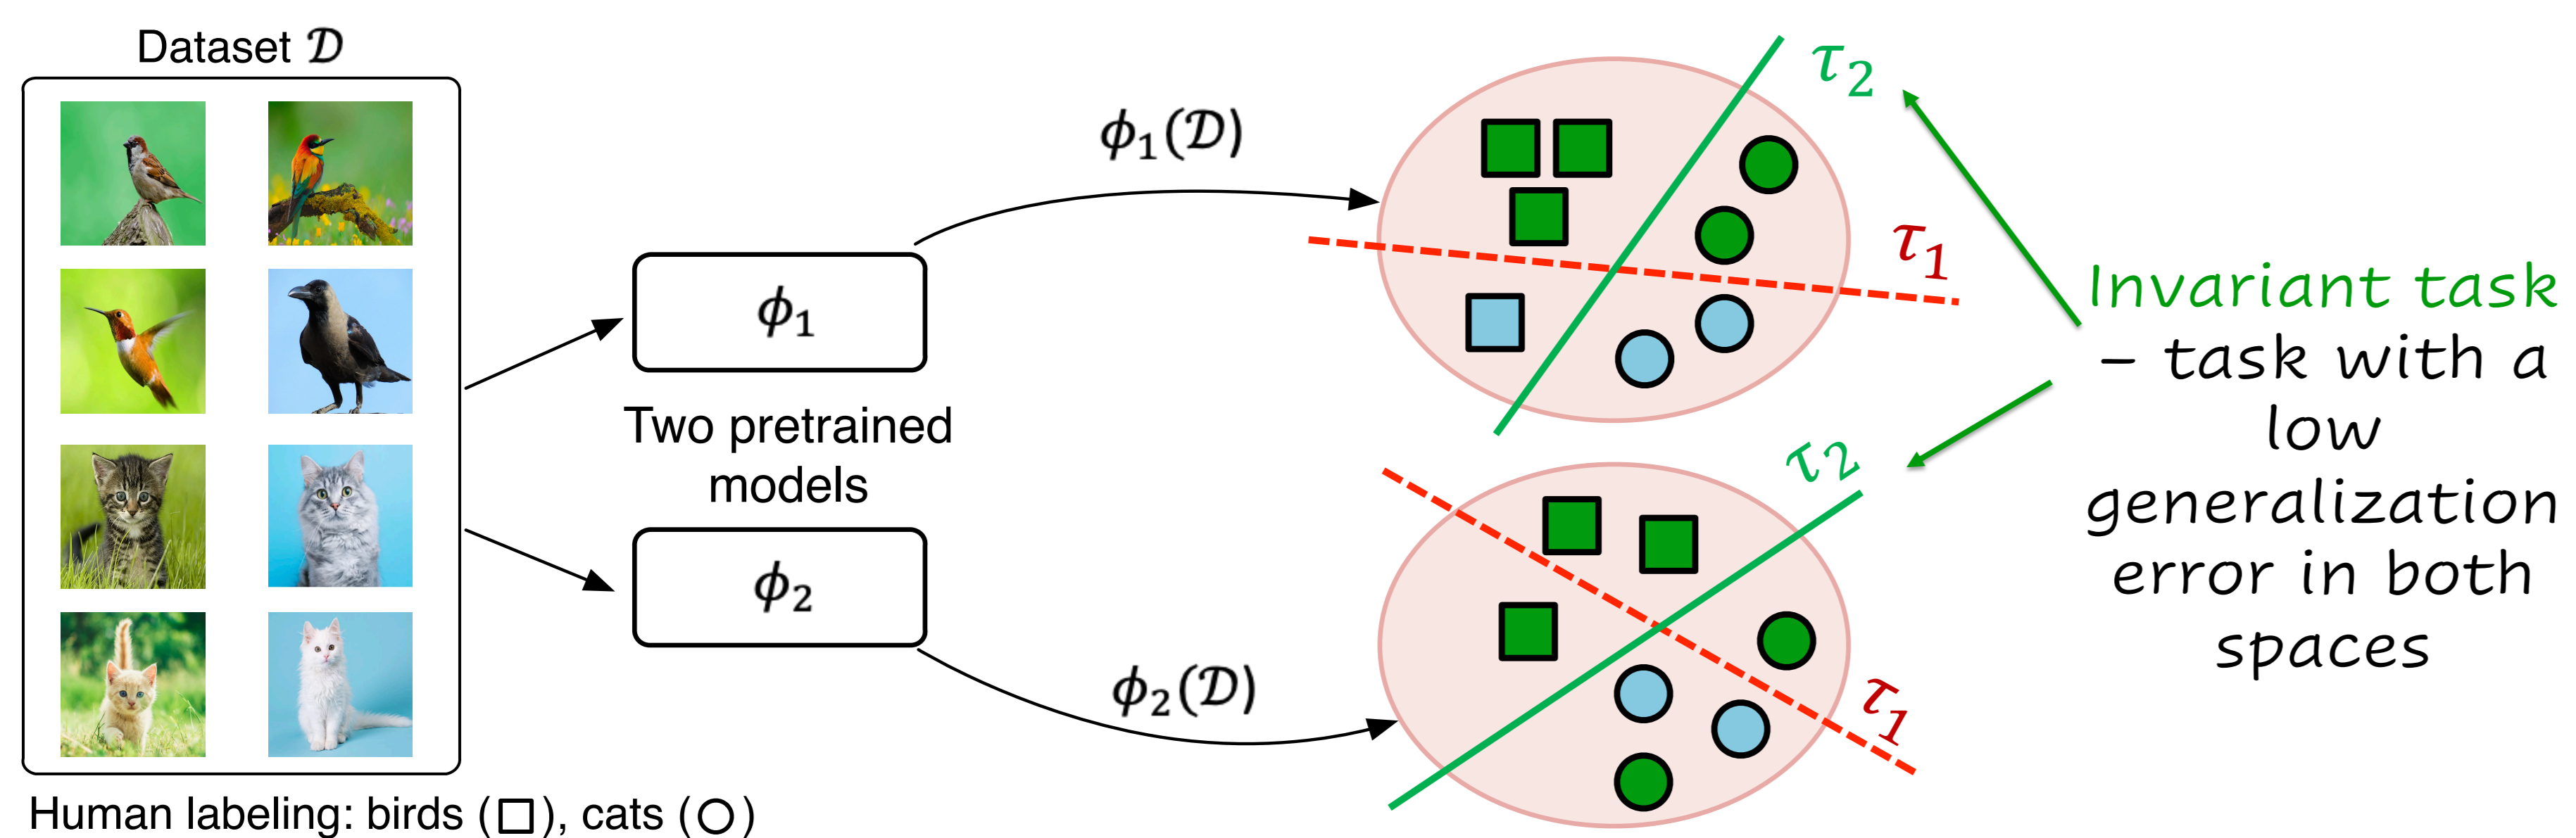 Dataset 𝒟
ϕ₁
Two pretrained
models
ϕ₂
Human labeling: birds (□), cats (○)
ϕ₁(𝒟)
ϕ₂(𝒟)
τ₂
τ₁
τ₂
τ₁
Invariant task
– task with a
low
generalization
error in both
spaces